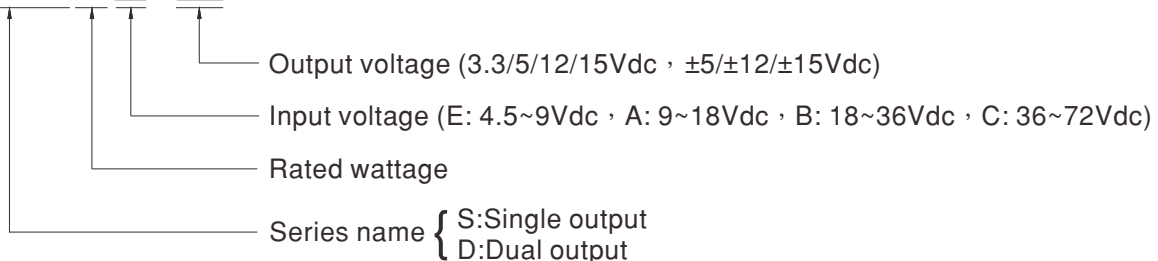 Output voltage (3.3/5/12/15Vdc，±5/±12/±15Vdc)
Input voltage (E: 4.5~9Vdc，A: 9~18Vdc，B: 18~36Vdc，C: 36~72Vdc)
Rated wattage
Series name { S:Single output
D:Dual output